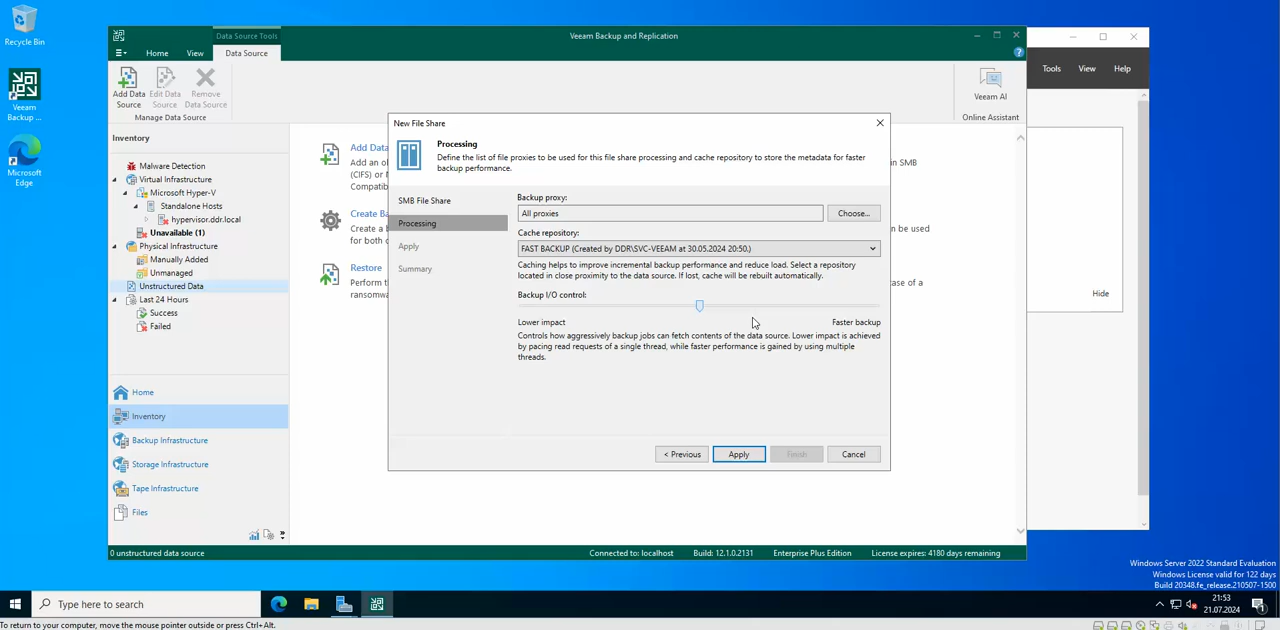 Recycle Bin
Veeam
Backup ...
Microsoft
Edge
Data Source Tools
Veeam Backup and Replication
Home
View
Data Source
Add Data
Source
Edit Data
Source
Remove
Data Source
Manage Data Source
Veeam AI
Online Assistant
Tools
View
Help
Inventory
Malware Detection
Virtual Infrastructure
Microsoft Hyper-V
Standalone Hosts
hypervisor.ddr.local
Unavailable (1)
Physical Infrastructure
Manually Added
Unmanaged
Unstructured Data
Last 24 Hours
Success
Failed
Home
Inventory
Backup Infrastructure
Storage Infrastructure
Tape Infrastructure
Files
Add Data
Add an o
(CIFS) or N
Compatib
Create Ba
Create a b
for both o
Restore
Perform th
ransomwa
n SMB
be used
ase of a
Hide
New File Share
Processing
Define the list of file proxies to be used for this file share processing and cache repository to store the metadata for faster
backup performance.
SMB File Share
Processing
Apply
Summary
Backup proxy:
All proxies
Choose...
Cache repository:
FAST BACKUP (Created by DDR\SVC-VEEAM at 30.05.2024 20:50.)
Caching helps to improve incremental backup performance and reduce load. Select a repository
located in close proximity to the data source. If lost, cache will be rebuilt automatically.
Backup I/O control:
Lower impact
Faster backup
Controls how aggressively backup jobs can fetch contents of the data source. Lower impact is achieved
by pacing read requests of a single thread, while faster performance is gained by using multiple
threads.
< Previous
Apply
Finish
Cancel
0 unstructured data source
Connected to: localhost
Build: 12.1.0.2131
Enterprise Plus Edition
License expires: 4180 days remaining
Windows Server 2022 Standard Evaluation
Windows License valid for 122 days
Build 20348.fe_release.210507-1500
Type here to search
21:53
21.07.2024
1
To return to your computer, move the mouse pointer outside or press Ctrl+Alt.